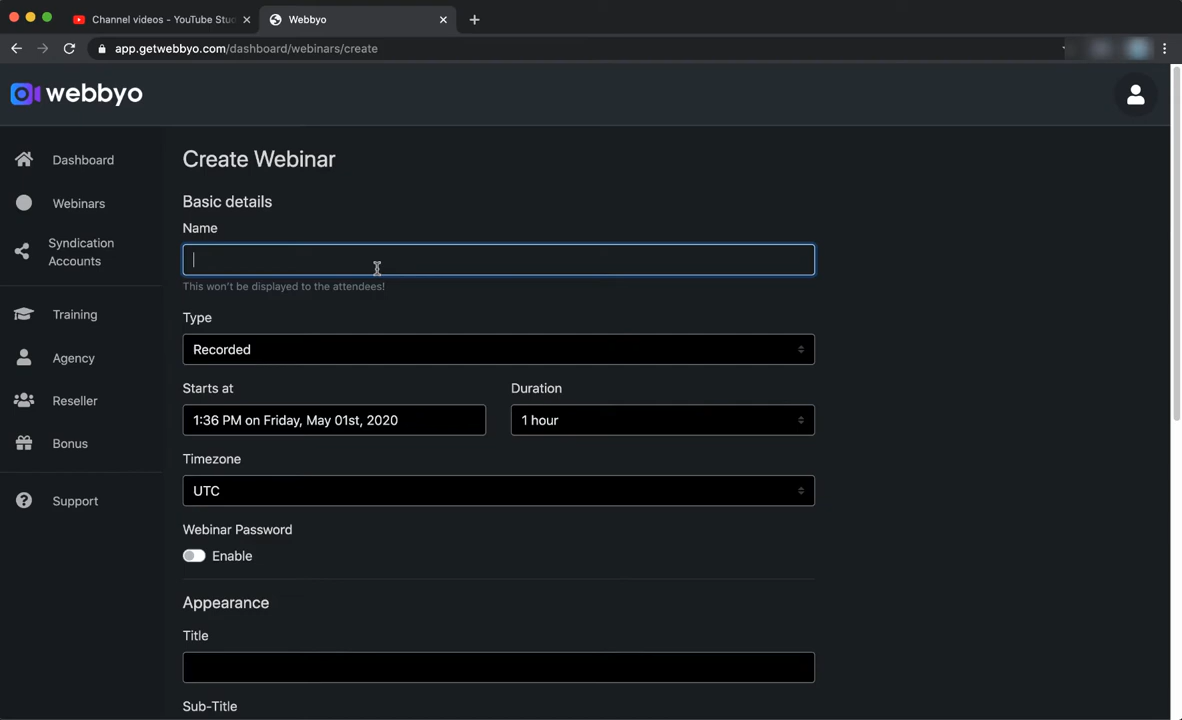 Channel videos - YouTube Stu
Webbyo
app.getwebbyo.com/dashboard/webinars/create
webbyo
Dashboard
Webinars
Syndication
Accounts
Training
Agency
Reseller
Bonus
Support
Create Webinar
Basic details
Name
This won't be displayed to the attendees!
Type
Recorded
Starts at
Duration
1:36 PM on Friday, May 01st, 2020
1 hour
Timezone
UTC
Webinar Password
Enable
Appearance
Title
Sub-Title